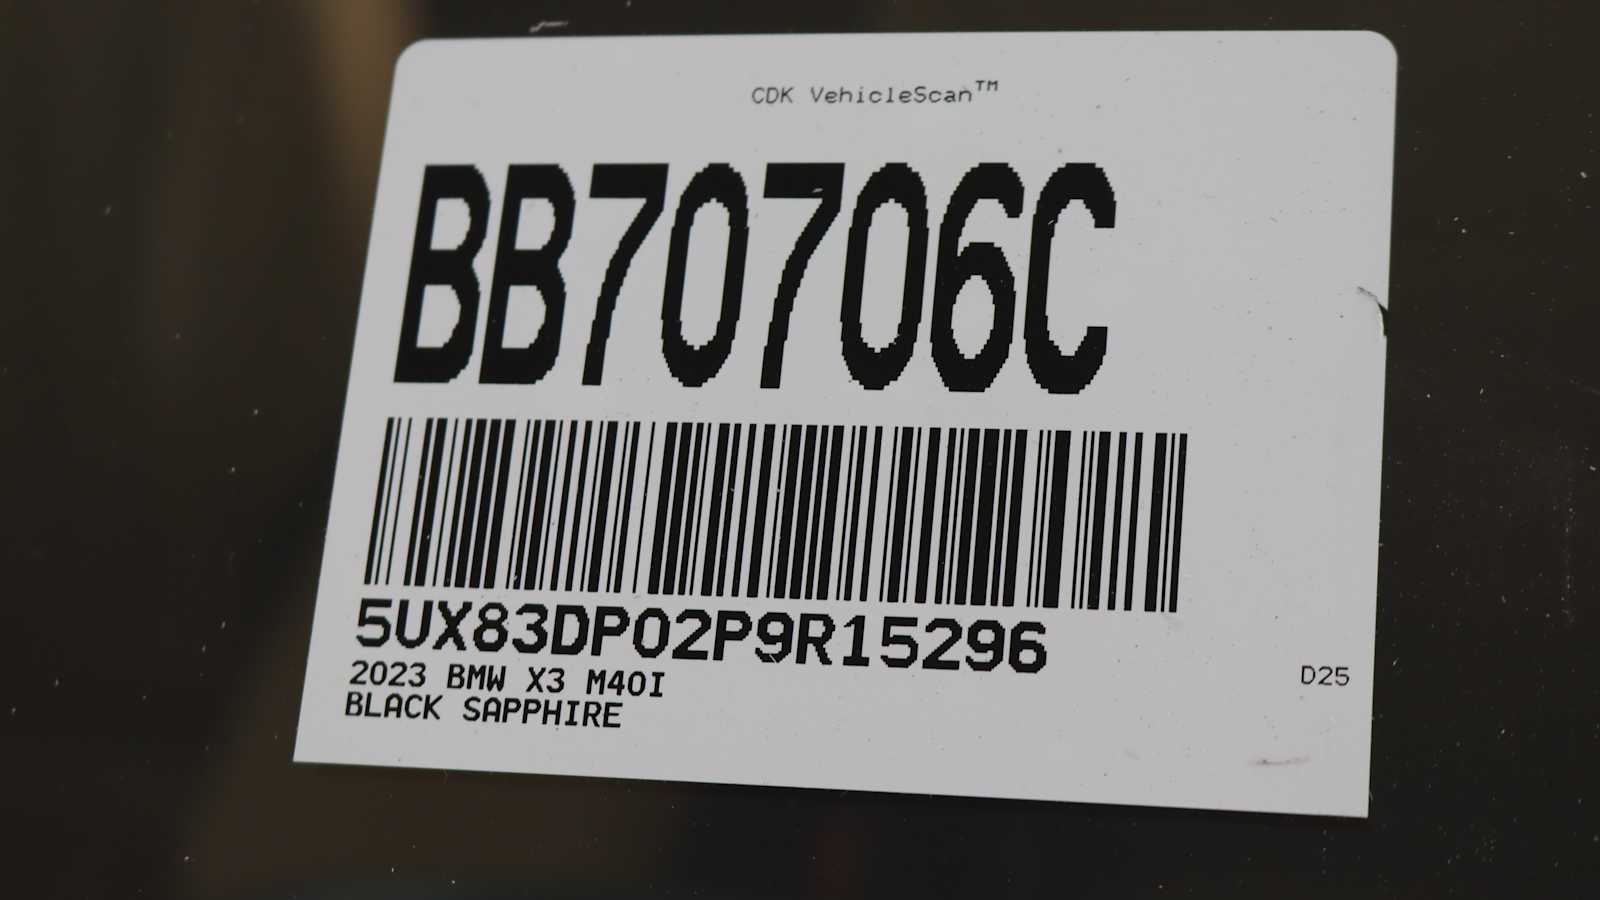 CDK VehicleScan™
BB70706C
5UX83DP02P9R15296
2023 BMW X3 M40I
BLACK SAPPHIRE
D25